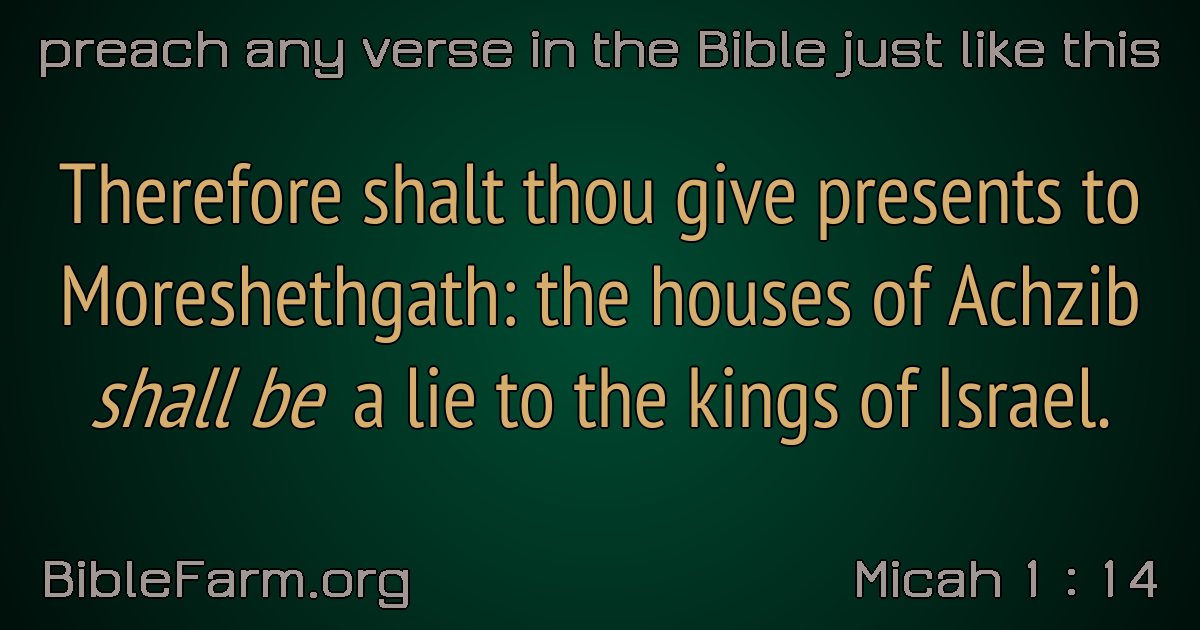 preach any verse in the Bible just like this
Therefore shalt thou give presents to
Moreshethgath: the houses of Achzib
shall be a lie to the kings of Israel.
BibleFarm.org
Micah 1 : 14